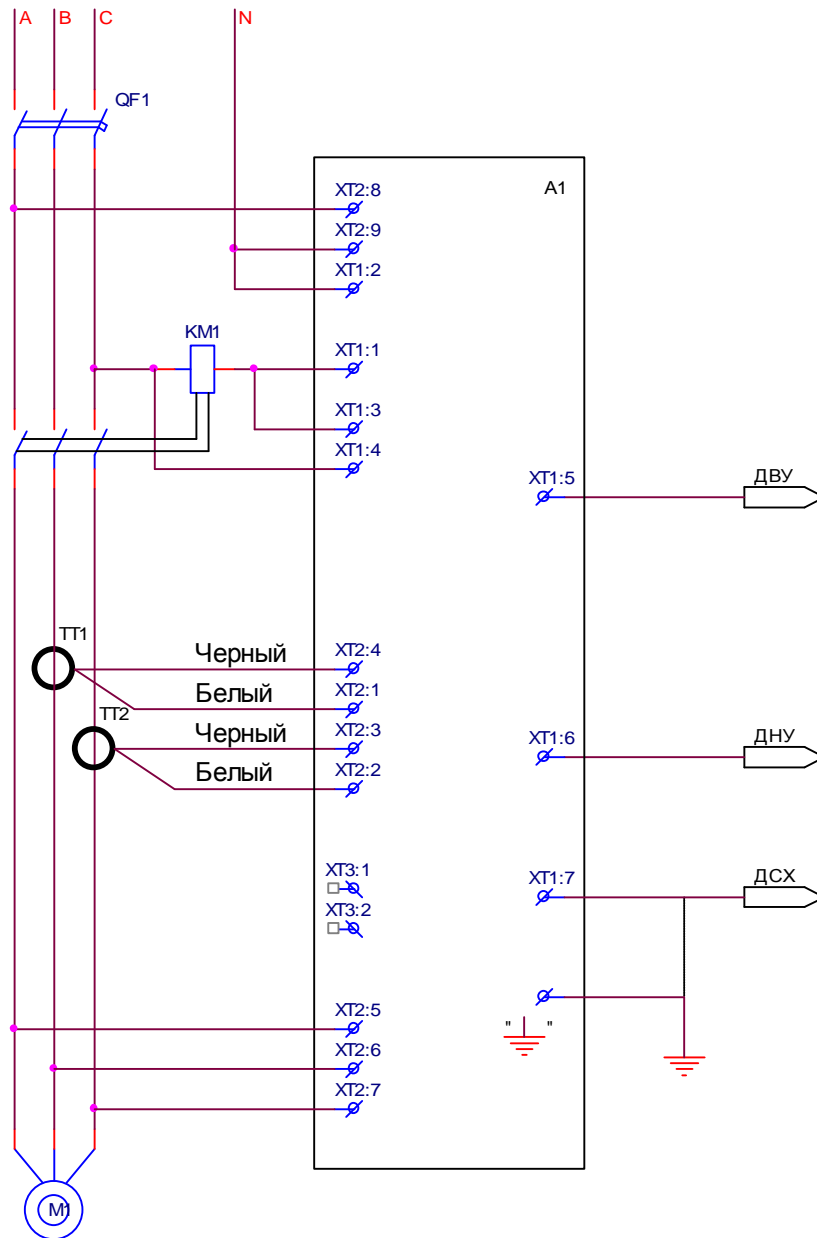 A B C N
QF1
A1
XT2:8
XT2:9
XT1:2
KM1
XT1:1
XT1:3
XT1:4
XT1:5
ДВУ
TT1
Черный
XT2:4
Белый
XT2:1
TT2
Черный
XT2:3
Белый
XT2:2
XT1:6
ДНУ
XT3:1
XT3:2
XT1:7
ДСХ
XT2:5
" "
XT2:6
XT2:7
M1